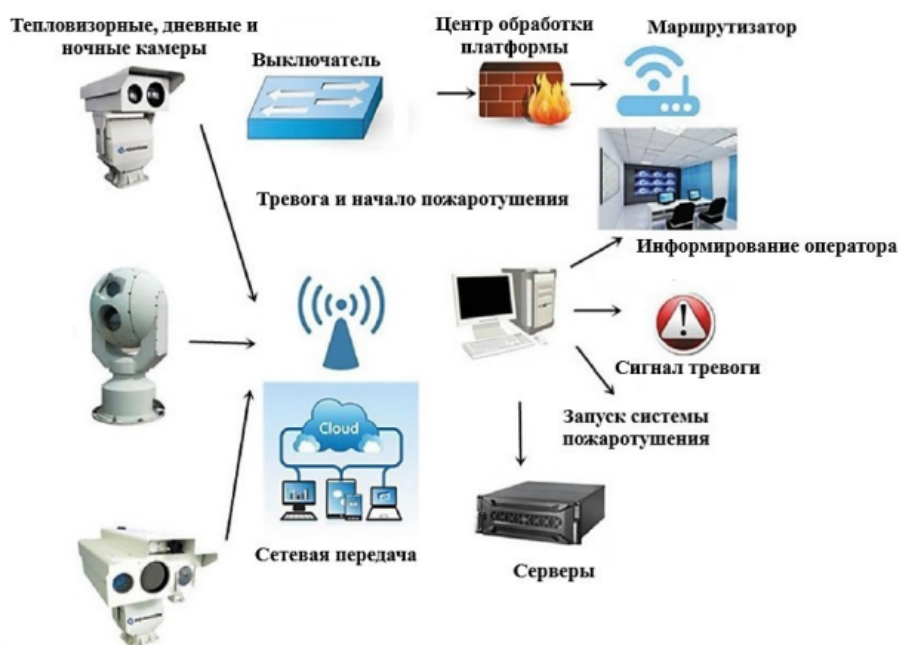 Тепловизорные, дневные и
ночные камеры
Выключатель
Центр обработки
платформы
Маршрутизатор
Тревога и начало пожаротушения
Информирование оператора
Сигнал тревоги
Запуск системы
пожаротушения
Cloud
Сетевая передача
Серверы